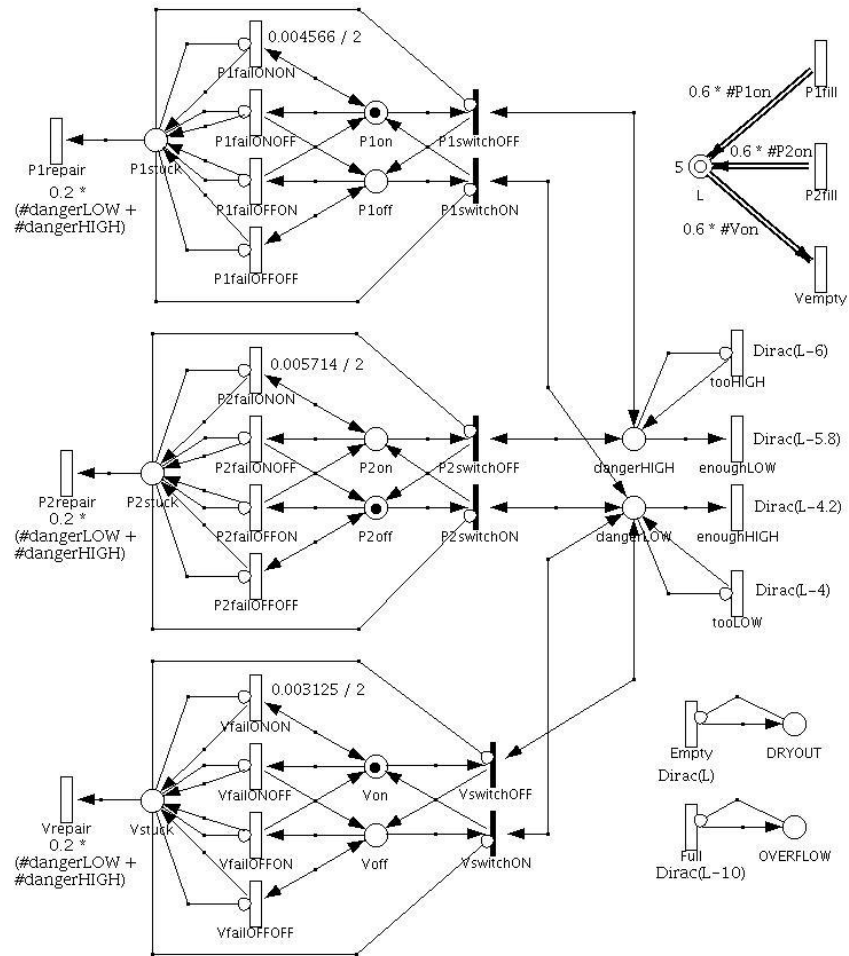 0.004566 / 2
P1failONON
P1failONOFF
P1failOFFON
P1failOFFOFF
P1repair
0.2 *
(#dangerLOW +
#dangerHIGH)
P1stuck
P1on
P1off
P1switchOFF
P1switchON
0.6 * #P1on
P1fill
0.6 * #P2on
5
L
P2fill
0.6 * #Von
Vempty
0.005714 / 2
P2failONON
P2failONOFF
P2failOFFON
P2failOFFOFF
P2repair
0.2 *
(#dangerLOW +
#dangerHIGH)
P2stuck
P2on
P2off
P2switchOFF
P2switchON
Dirac(L-6)
tooHIGH
dangerHIGH
Dirac(L-5.8)
enoughLOW
dangerLOW
Dirac(L-4.2)
enoughHIGH
Dirac(L-4)
tooLOW
0.003125 / 2
VfailONON
VfailONOFF
VfailOFFON
VfailOFFOFF
Vrepair
0.2 *
(#dangerLOW +
#dangerHIGH)
Vstuck
Von
Voff
VswitchOFF
VswitchON
Empty
DRYOUT
Dirac(L)
Full
OVERFLOW
Dirac(L-10)